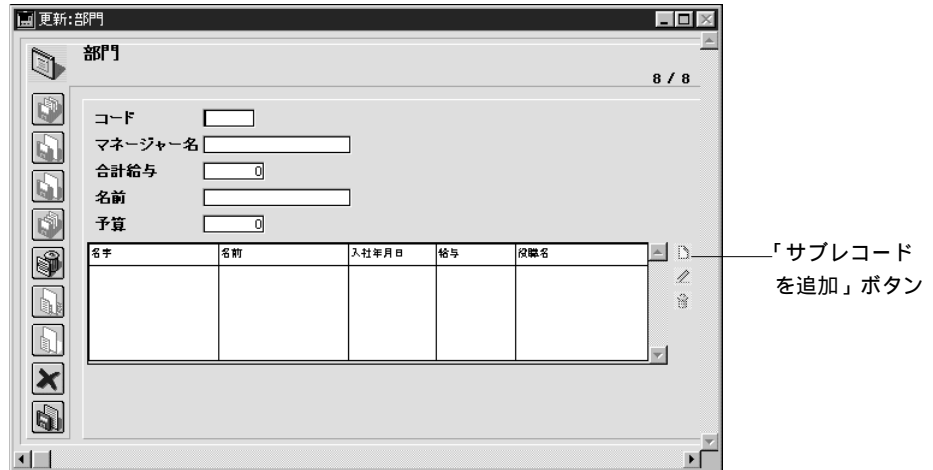 更新:部門
部門
8 / 8
コード
マネージャー名
合計給与 0
名前
予算 0
名字 名前 入社年月日 給与 役職名
「サブレコード
を追加」ボタン